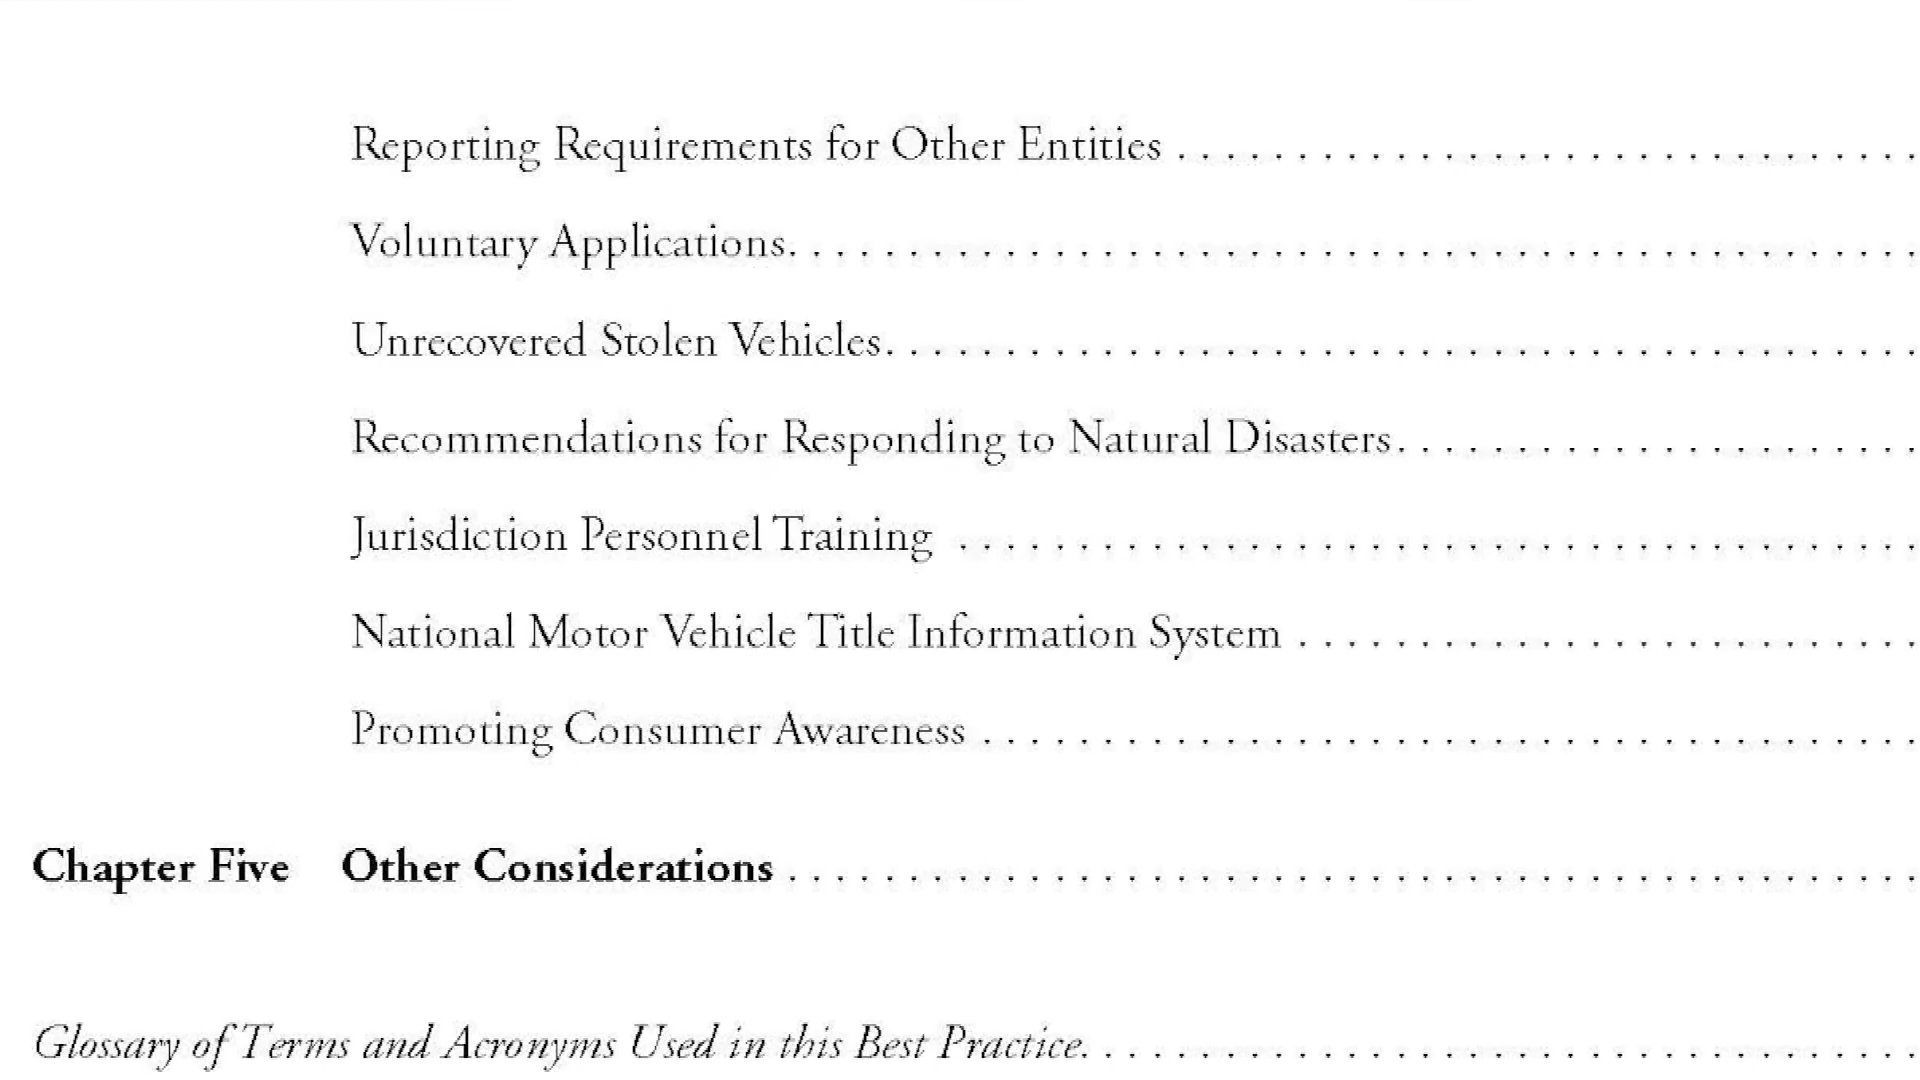 Reporting Requirements for Other Entities . . . . . . . . . . . . . . . . . . . . . . . . . . . . . . .
Voluntary Applications. . . . . . . . . . . . . . . . . . . . . . . . . . . . . . . . . . . . . . . . . . . . . . .
Unrecovered Stolen Vehicles. . . . . . . . . . . . . . . . . . . . . . . . . . . . . . . . . . . . . . . . . . .
Recommendations for Responding to Natural Disasters. . . . . . . . . . . . . . . . . . . . . .
Jurisdiction Personnel Training . . . . . . . . . . . . . . . . . . . . . . . . . . . . . . . . . . . . . . . .
National Motor Vehicle Title Information System . . . . . . . . . . . . . . . . . . . . . . . . . .
Promoting Consumer Awareness . . . . . . . . . . . . . . . . . . . . . . . . . . . . . . . . . . . . . . .
Chapter Five Other Considerations . . . . . . . . . . . . . . . . . . . . . . . . . . . . . . . . . . . . . . . . . . . . . . .
Glossary of Terms and Acronyms Used in this Best Practice. . . . . . . . . . . . . . . . . . . . . . . . . . . . . . . . . . .